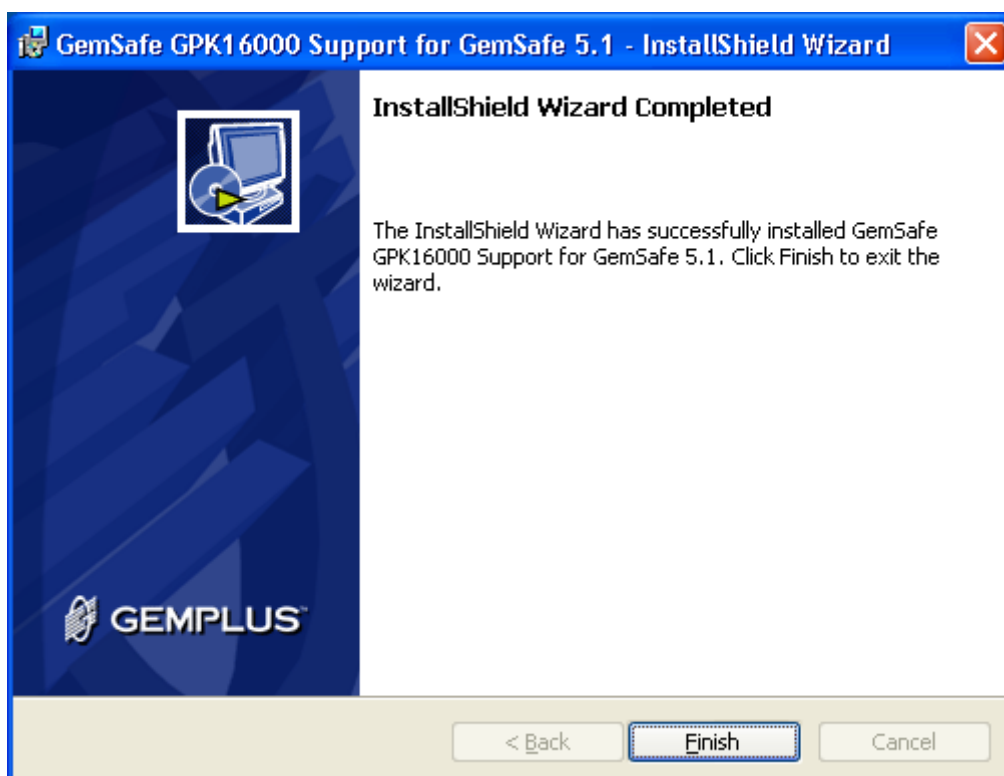 GemSafe GPK16000 Support for GemSafe 5.1 - InstallShield Wizard
InstallShield Wizard Completed
The InstallShield Wizard has successfully installed GemSafe
GPK16000 Support for GemSafe 5.1. Click Finish to exit the
wizard.
GEMPLUS™
< Back
Finish
Cancel